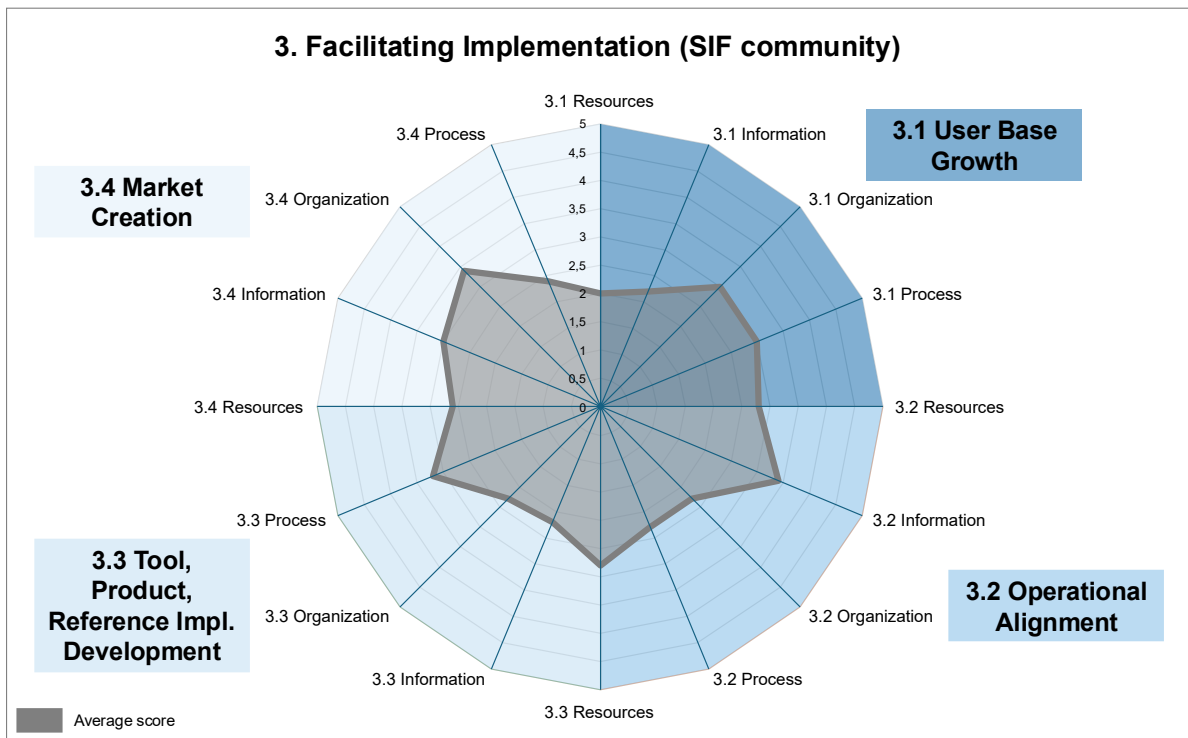 3. Facilitating Implementation (SIF community)
3.1 Resources
3.4 Process
3.1 Information
3.1 User Base
Growth
3.4 Market
Creation
3.4 Organization
3.1 Organization
3.4 Information
3.1 Process
3.4 Resources
3.2 Resources
5
4,5
4
3,5
3
2,5
2
1,5
1
0,5
0
3.3 Process
3.2 Information
3.3 Tool,
Product,
Reference Impl.
Development
3.3 Organization
3.2 Organization
3.2 Operational
Alignment
3.3 Information
3.2 Process
3.3 Resources
Average score